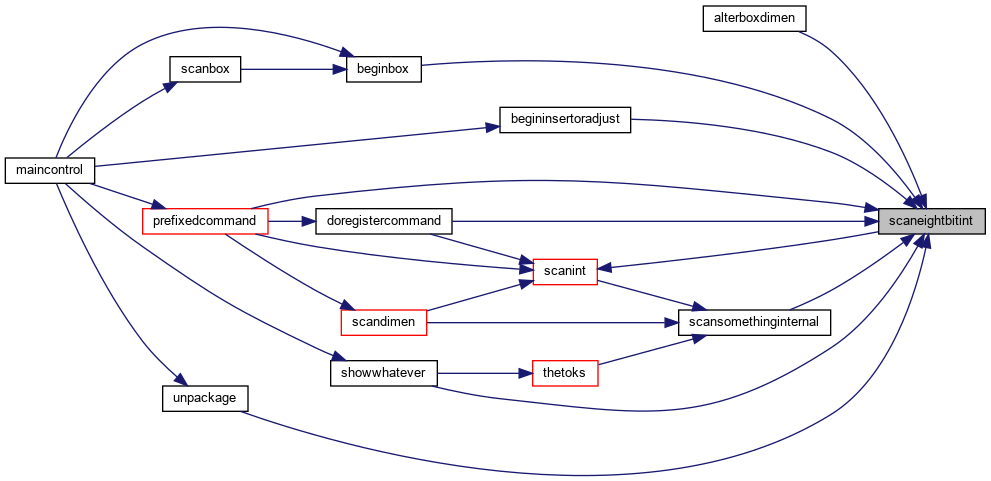 alterboxdimen
scanbox
beginbox
begininsertoradjust
maincontrol
prefixedcommand
doregistercommand
scaneightbitint
scanint
scandimen
scansomethinginternal
showwhatever
thetoks
unpackage